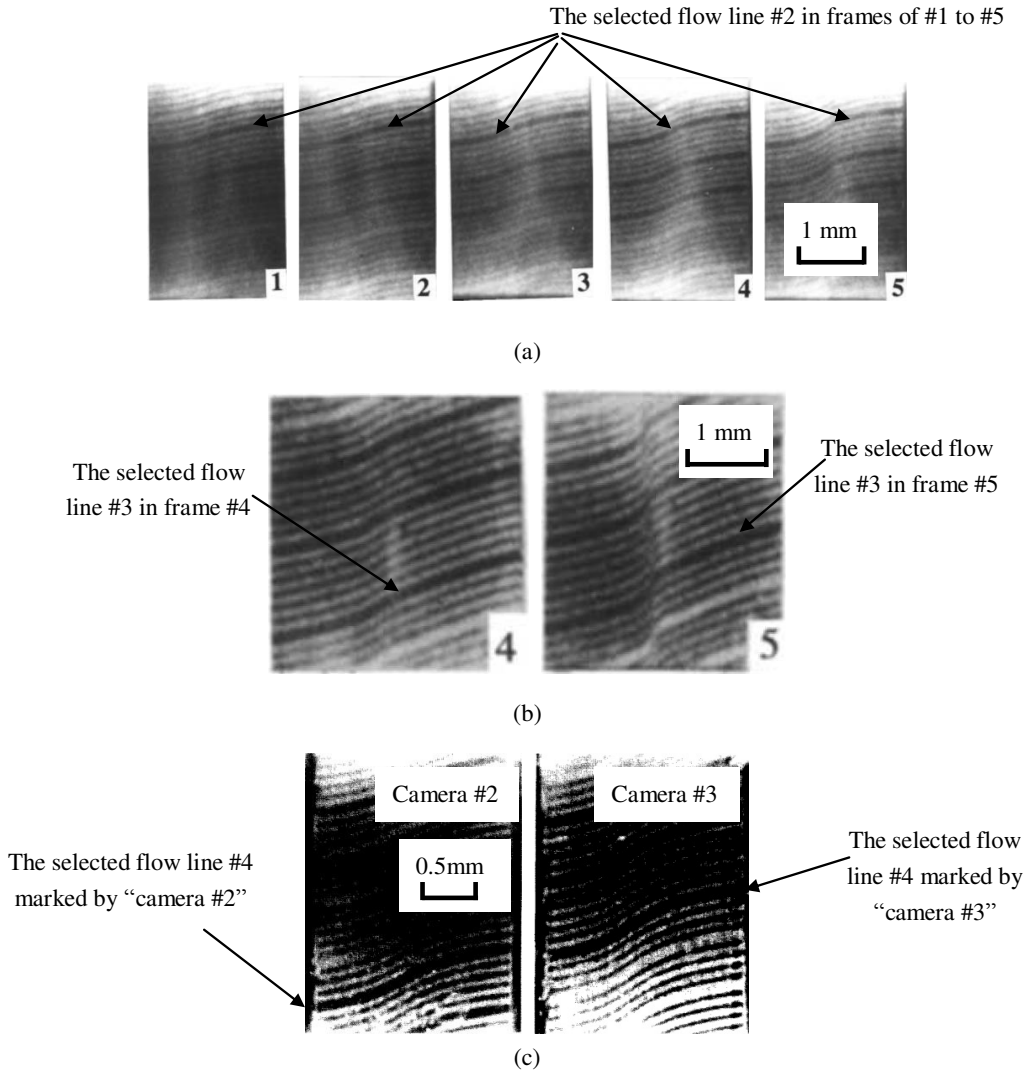 The selected flow line #2 in frames of #1 to #5
1
2
3
4
5
1 mm
(a)
The selected flow
line #3 in frame #4
4
5
1 mm
The selected flow
line #3 in frame #5
(b)
The selected flow line #4
marked by “camera #2”
Camera #2
0.5mm
Camera #3
The selected flow
line #4 marked by
“camera #3”
(c)